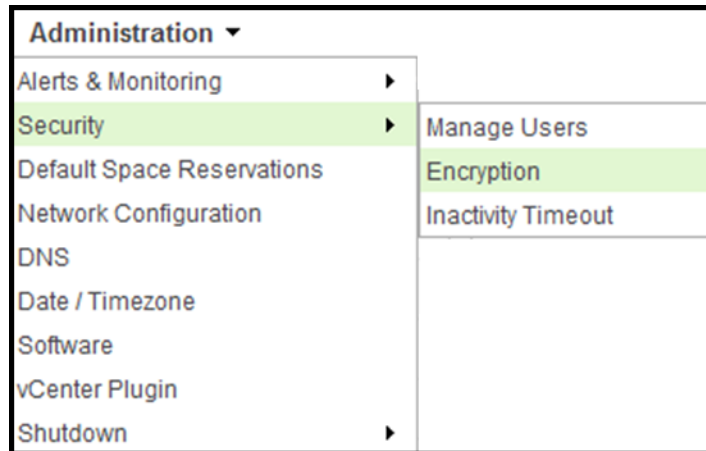 Administration
Alerts & Monitoring
Security
Default Space Reservations
Network Configuration
DNS
Date / Timezone
Software
vCenter Plugin
Shutdown
Manage Users
Encryption
Inactivity Timeout